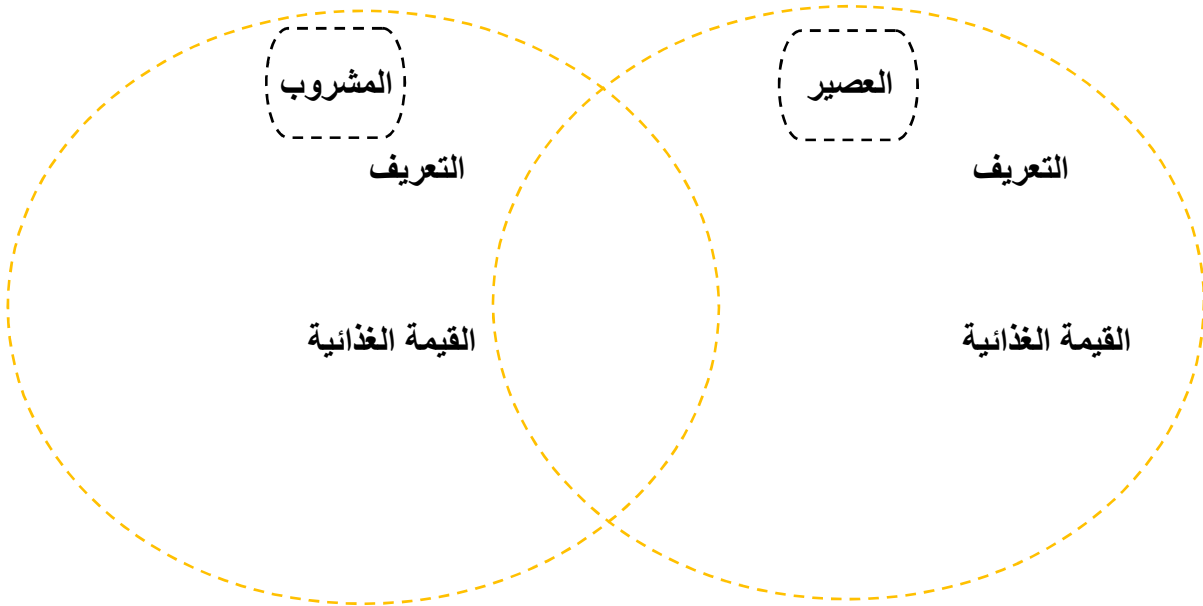 العصير
التعريف
القيمة الغذائية
المشروب
التعريف
القيمة الغذائية